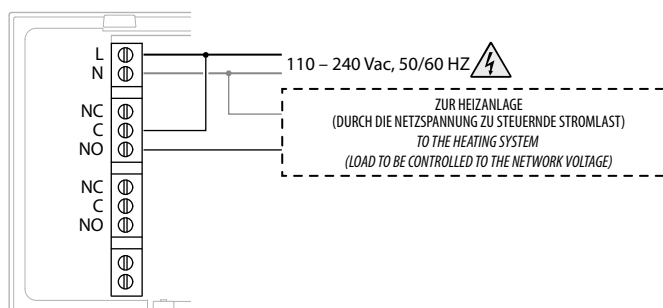 L
N
110 – 240 Vac, 50/60 HZ
NC
C
NO
ZUR HEIZANLAGE
(DURCH DIE NETZSPANNUNG ZU STEUERNDE STROMLAST)
TO THE HEATING SYSTEM
(LOAD TO BE CONTROLLED TO THE NETWORK VOLTAGE)
NC
C
NO